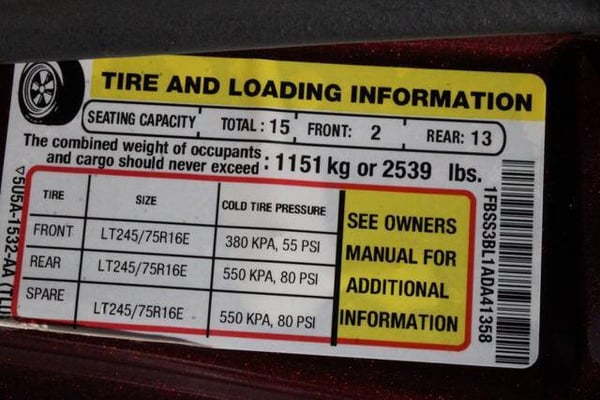 TIRE AND LOADING INFORMATION
SEATING CAPACITY TOTAL : 15 FRONT: 2 REAR: 13
The combined weight of occupants
and cargo should never exceed : 1151 kg or 2539 lbs.
TIRE SIZE COLD TIRE PRESSURE
FRONT LT245/75R16E 380 KPA, 55 PSI
REAR LT245/75R16E 550 KPA, 80 PSI
SPARE LT245/75R16E 550 KPA, 80 PSI
SEE OWNERS
MANUAL FOR
ADDITIONAL
INFORMATION
1FBSS3BL1ADA41358
5U5A-1532-AA